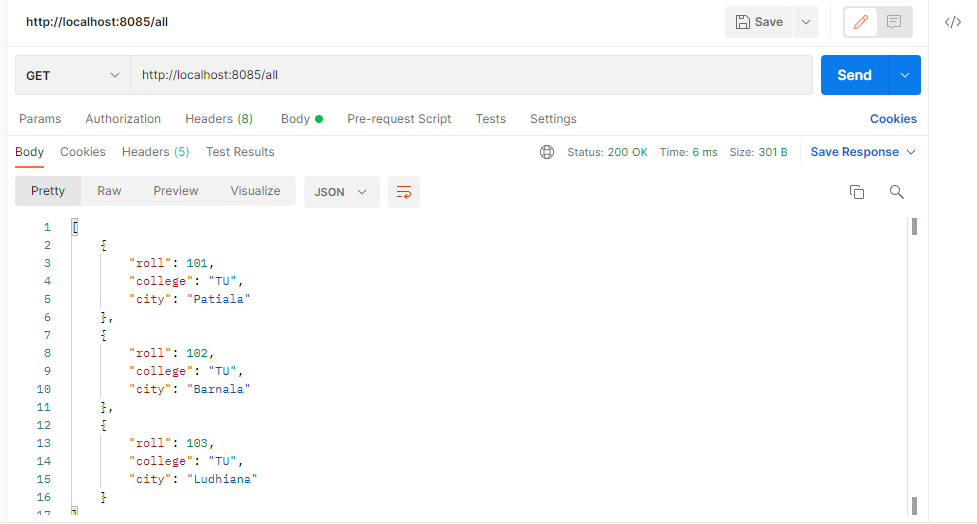 http://localhost:8085/all
Save
</>
GET http://localhost:8085/all Send
Params Authorization Headers (8) Body Pre-request Script Tests Settings Cookies
Body Cookies Headers (5) Test Results Status: 200 OK Time: 6 ms Size: 301 B Save Response
Pretty Raw Preview Visualize JSON
1 [
2 {
3 "roll": 101,
4 "college": "TU",
5 "city": "Patiala"
6 },
7 {
8 "roll": 102,
9 "college": "TU",
10 "city": "Barnala"
11 },
12 {
13 "roll": 103,
14 "college": "TU",
15 "city": "Ludhiana"
16 }
17 ]